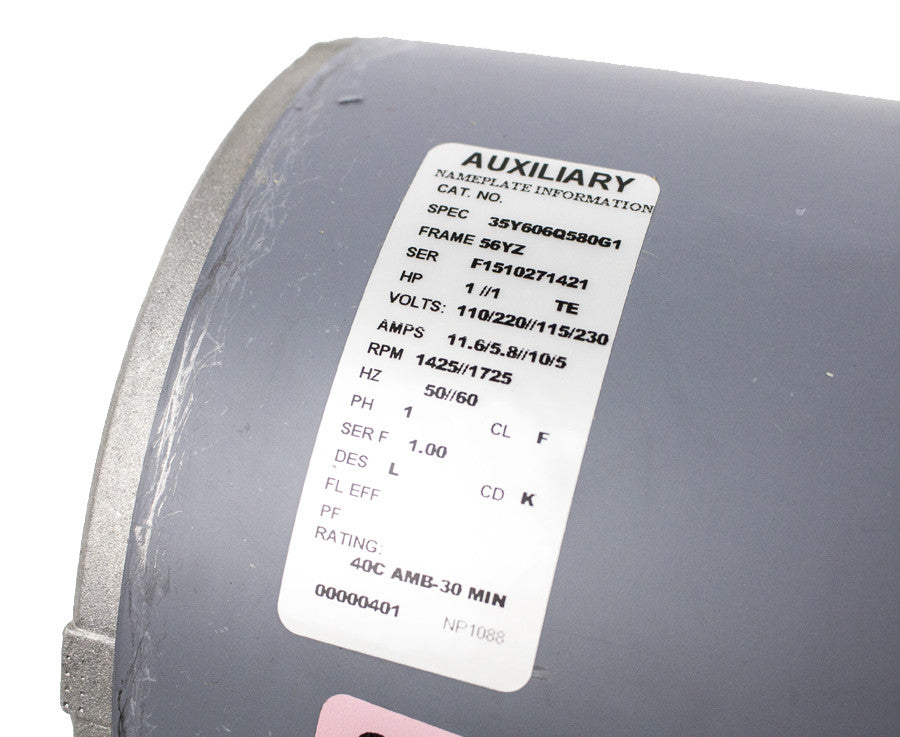 AUXILIARY
NAMEPLATE INFORMATION
CAT. NO.
SPEC 35Y606Q580G1
FRAME 56YZ
SER F1510271421
HP 1 //1 TE
VOLTS: 110/220//115/230
AMPS 11.6/5.8//10/5
RPM 1425//1725
HZ 50//60
PH 1 CL F
SER F 1.00
DES L CD K
FL EFF
PF
RATING:
40C AMB-30 MIN
00000401 NP1088